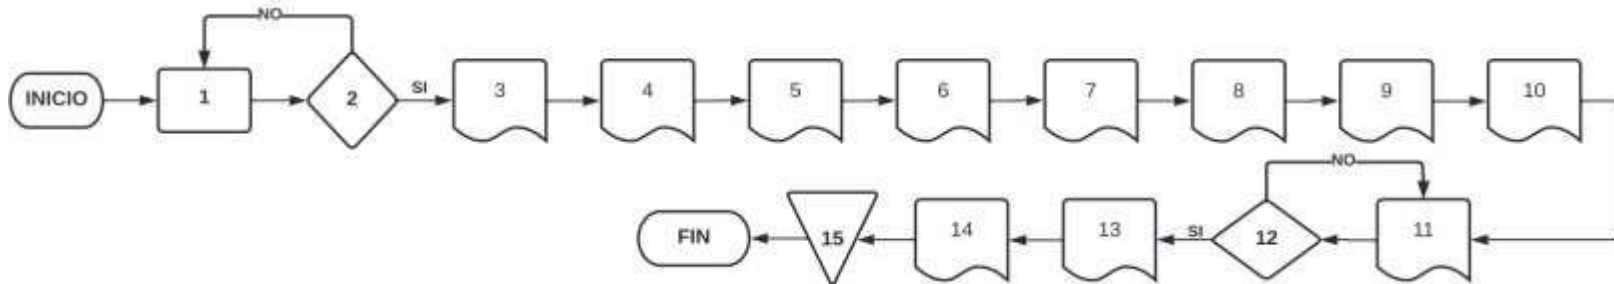 NO
INICIO 1 2 SI 3 4 5 6 7 8 9 10
NO
FIN 15 14 13 SI 12 11